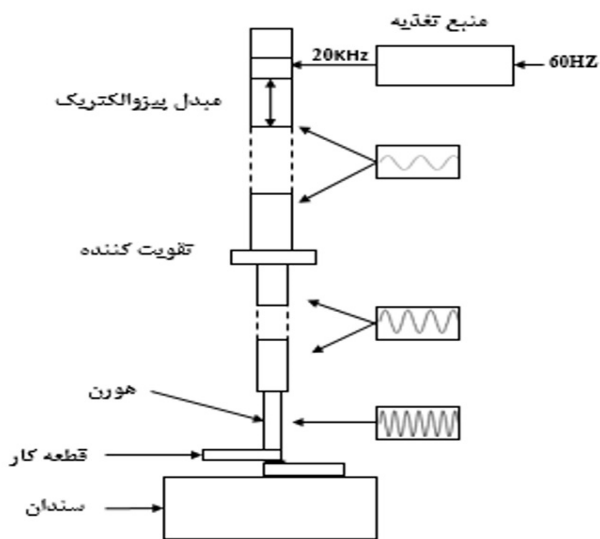 منبع تغذیه
20KHz
60HZ
مبدل پیزوالکتریک
تقویت کننده
هورن
قطعه کار
سندان